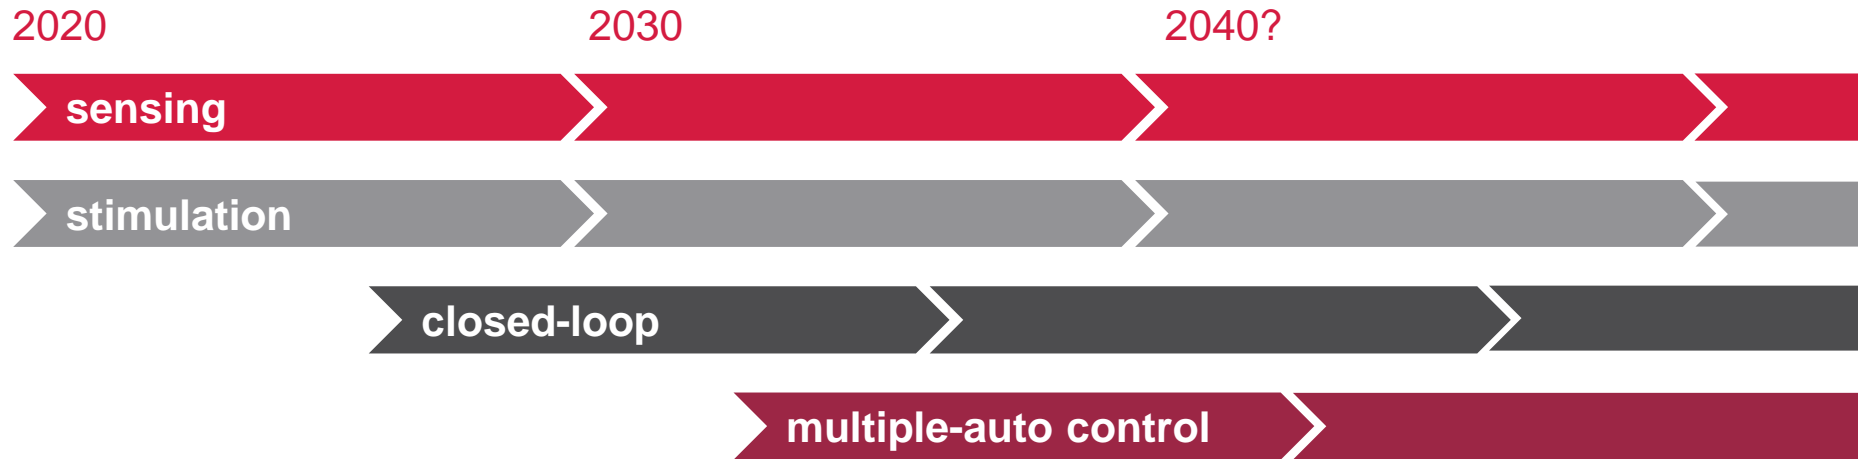 2020 2030 2040?
sensing
stimulation
closed-loop
multiple-auto control